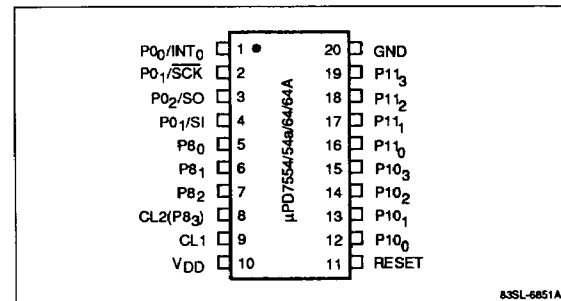 P0₀/INT₀ 1 20 GND
P0₁/SCK 2 19 P11₃
P0₂/SO 3 18 P11₂
P0₁/SI 4 17 P11₁
P8₀ 5 16 P11₀
P8₁ 6 15 P10₃
P8₂ 7 14 P10₂
CL2(P8₃) 8 13 P10₁
CL1 9 12 P10₀
VDD 10 11 RESET
µPD7554/54a/64/64A
83SL-6851A